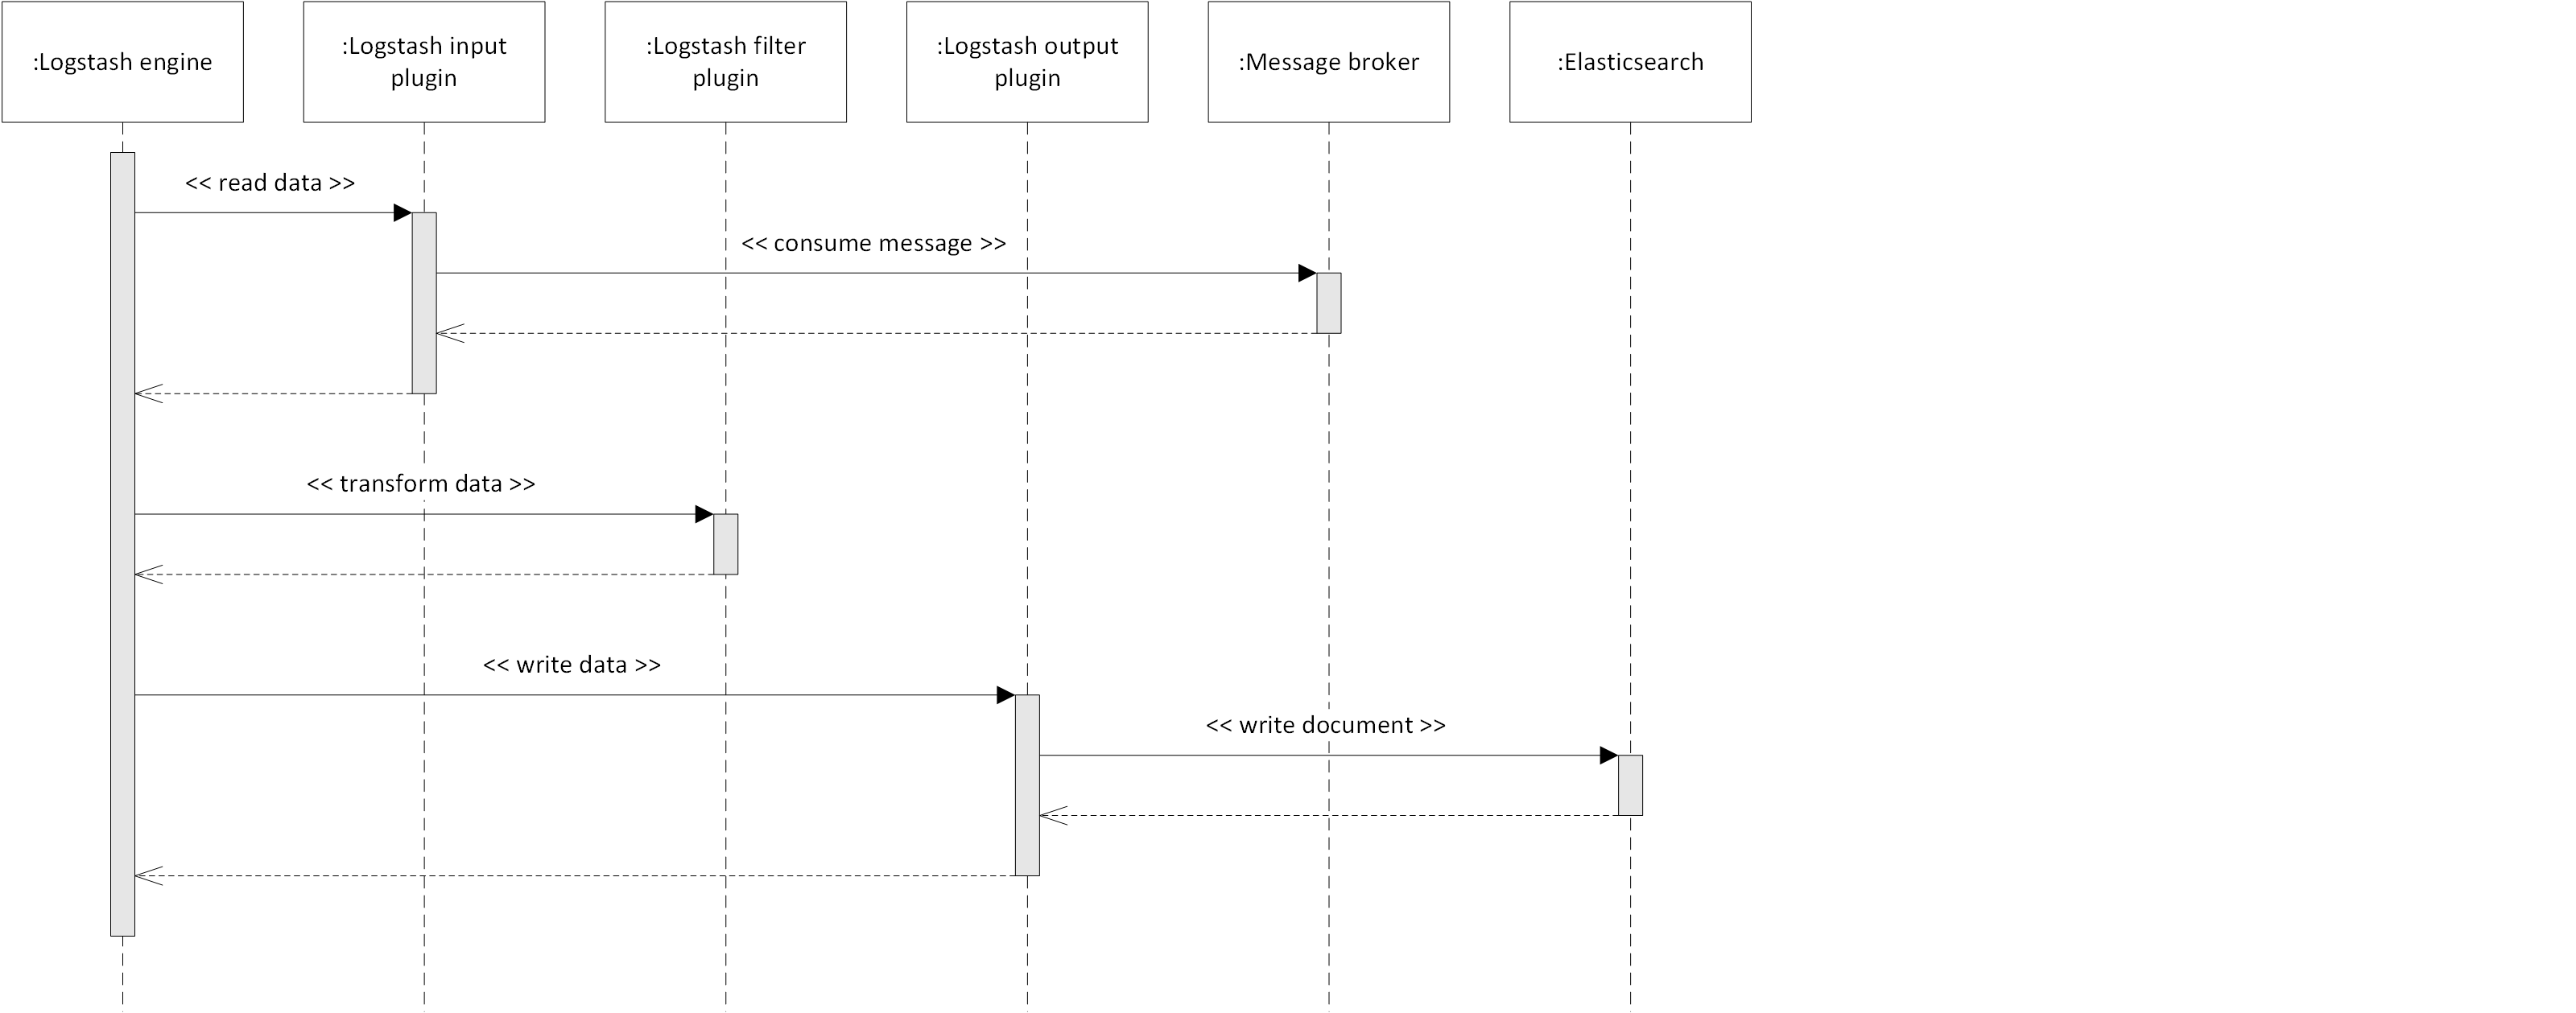 :Logstash engine
:Logstash input
plugin
:Logstash filter
plugin
:Logstash output
plugin
:Message broker
:Elasticsearch
<< read data >>
<< consume message >>
<< transform data >>
<< write data >>
<< write document >>